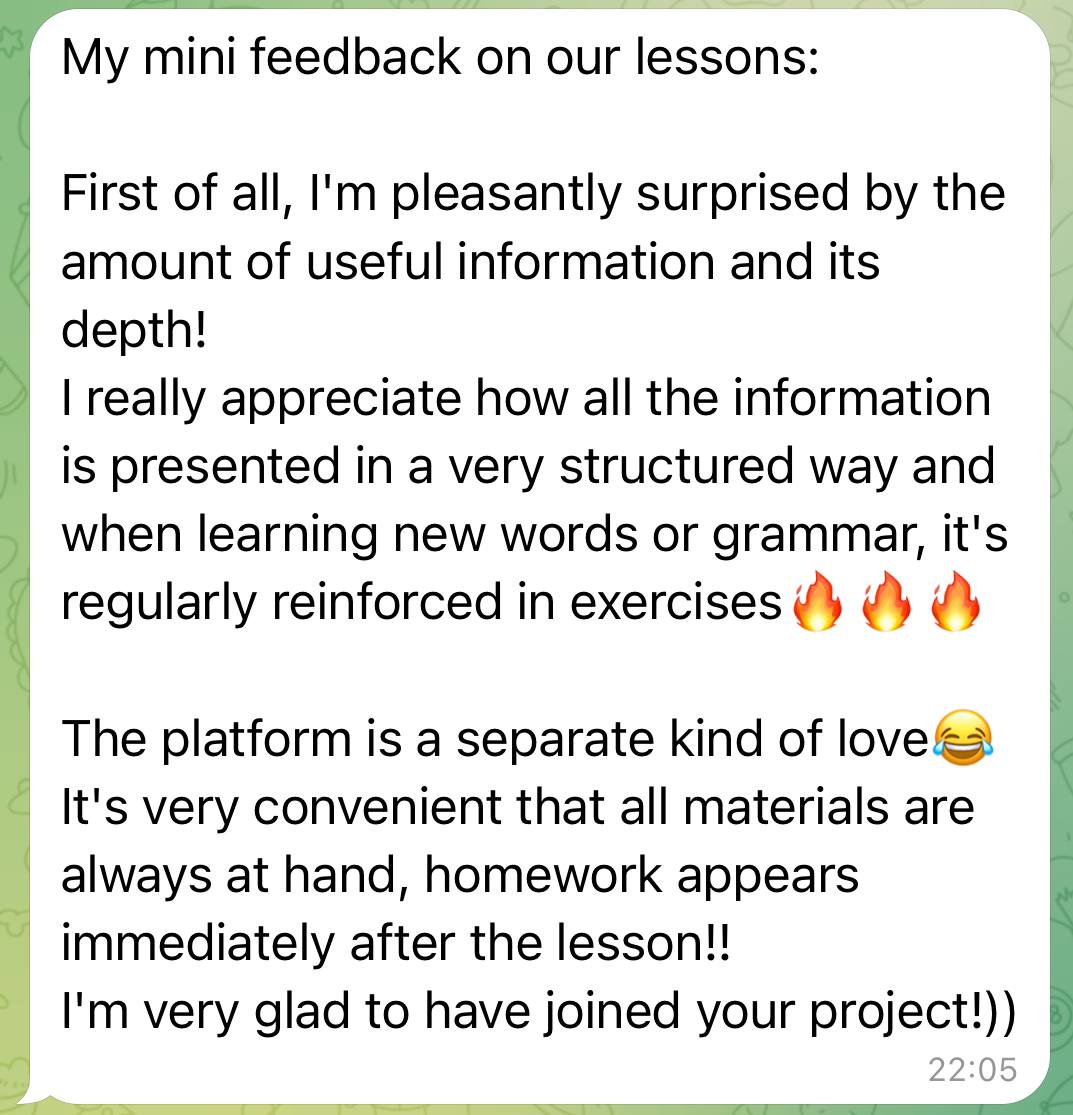 My mini feedback on our lessons:
First of all, I'm pleasantly surprised by the
amount of useful information and its
depth!
I really appreciate how all the information
is presented in a very structured way and
when learning new words or grammar, it's
regularly reinforced in exercises🔥🔥🔥
The platform is a separate kind of love😂
It's very convenient that all materials are
always at hand, homework appears
immediately after the lesson!!
I'm very glad to have joined your project!))
22:05